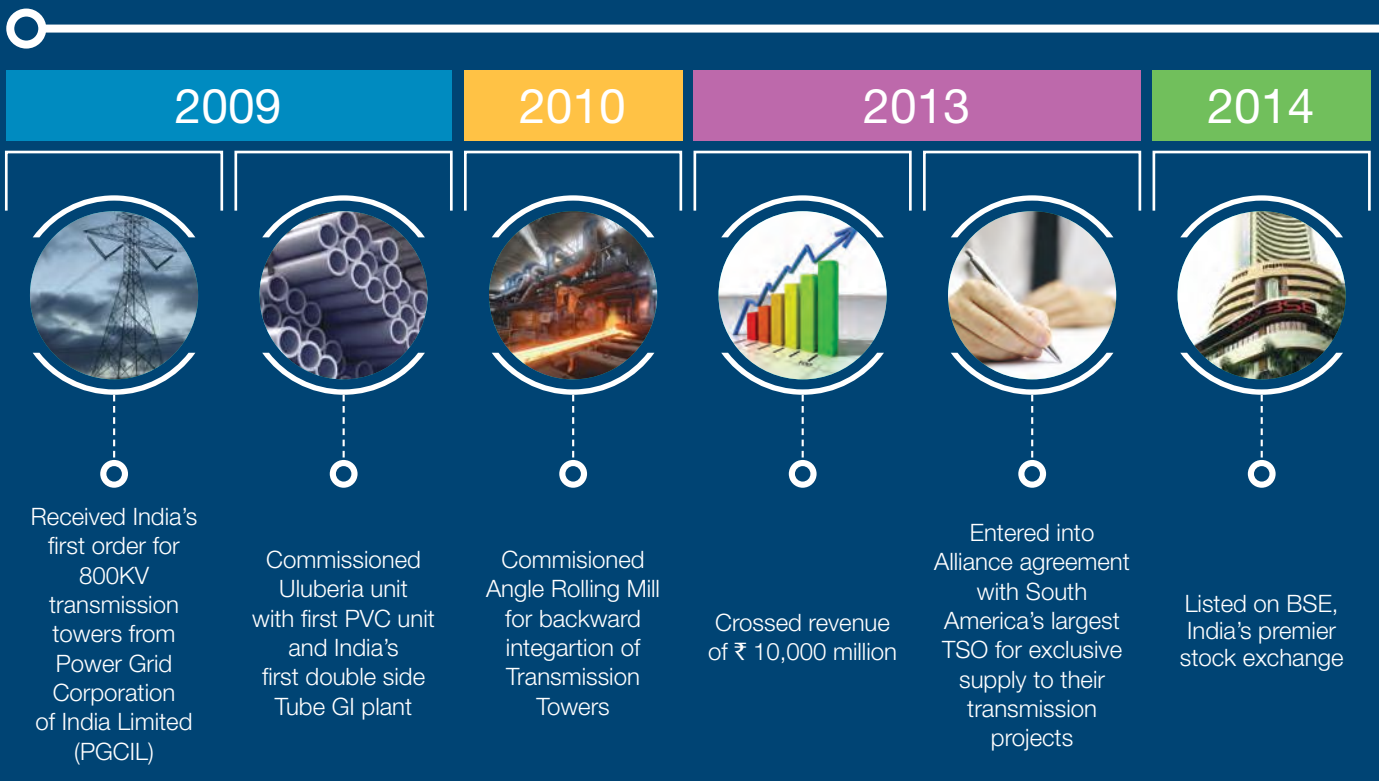 2009
2010
2013
2014
BSE
Received India’s
first order for
800KV
transmission
towers from
Power Grid
Corporation
of India Limited
(PGCIL)
Commissioned
Uluberia unit
with first PVC unit
and India’s
first double side
Tube GI plant
Commisioned
Angle Rolling Mill
for backward
integartion of
Transmission
Towers
Crossed revenue
of ₹ 10,000 million
Entered into
Alliance agreement
with South
America’s largest
TSO for exclusive
supply to their
transmission
projects
Listed on BSE,
India’s premier
stock exchange